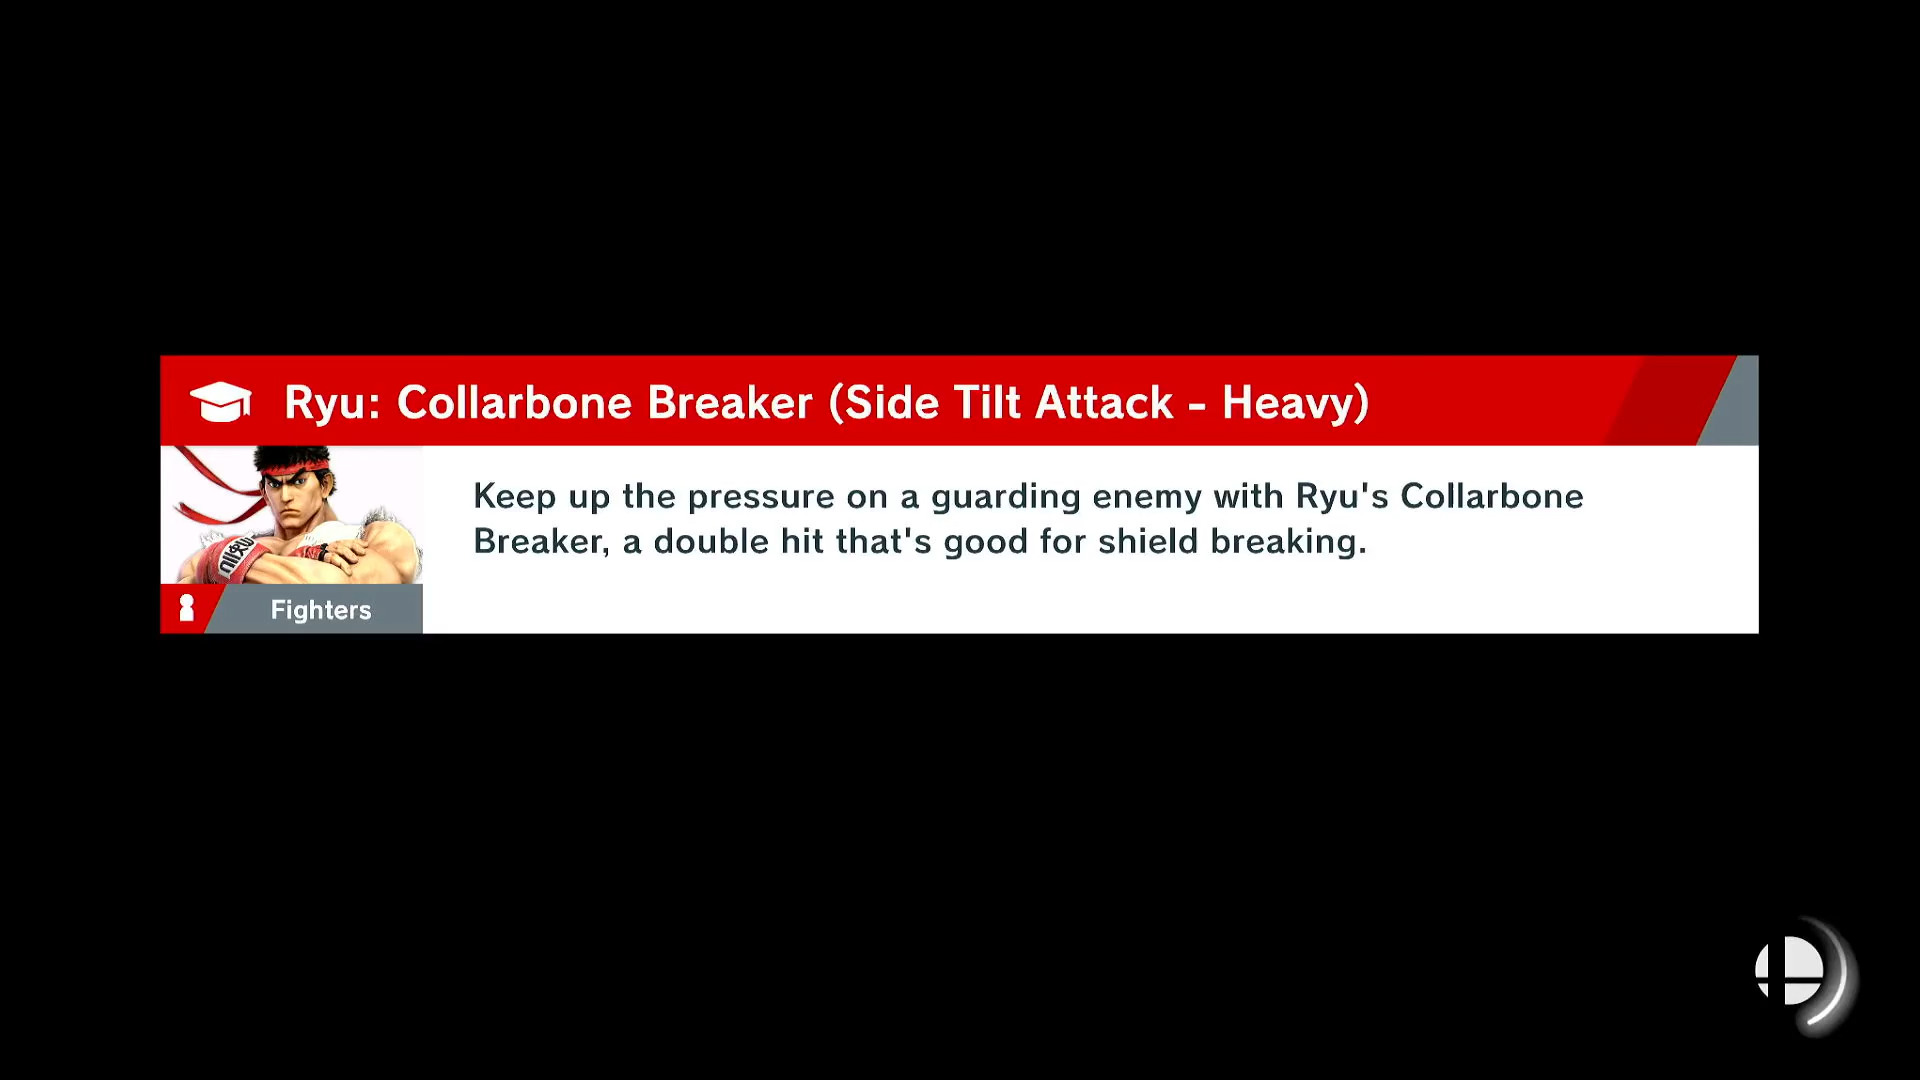 Ryu: Collarbone Breaker (Side Tilt Attack - Heavy)
Keep up the pressure on a guarding enemy with Ryu's Collarbone
Breaker, a double hit that's good for shield breaking.
Fighters